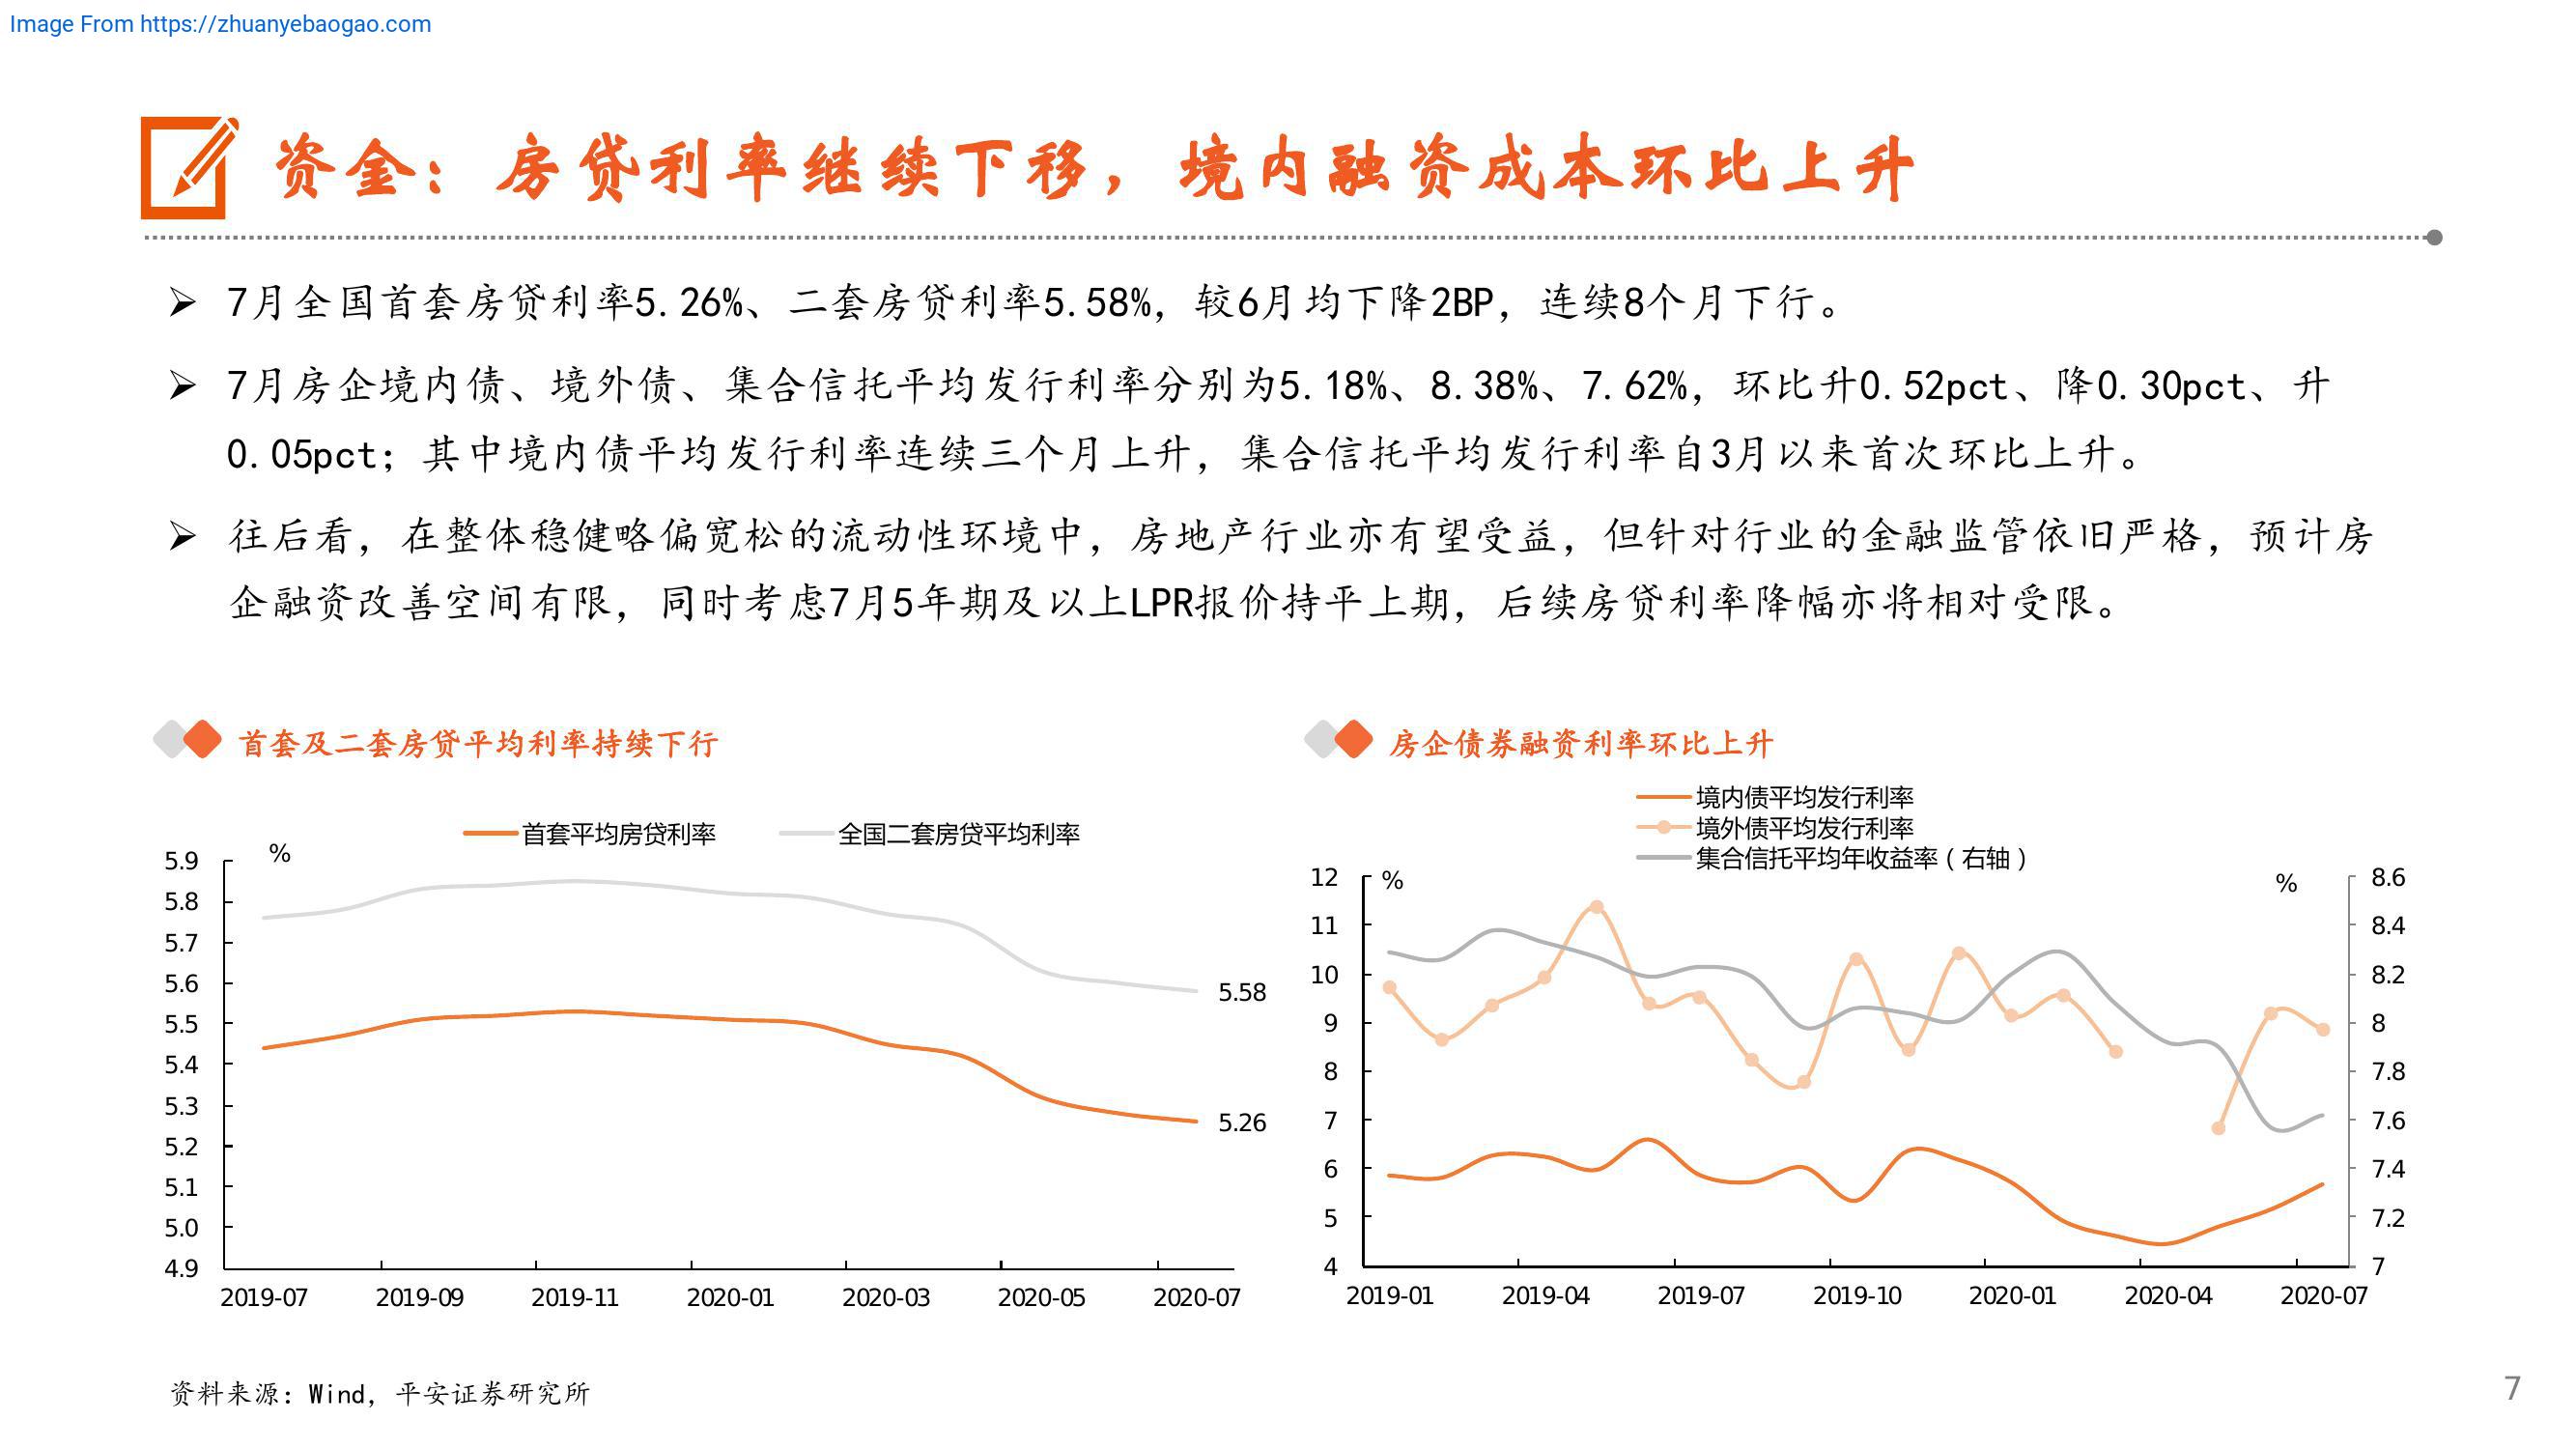 Image From https://zhuanyebaogao.com
资金：房贷利率继续下移，境内融资成本环比上升
7月全国首套房贷利率5.26%、二套房贷利率5.58%，较6月均下降2BP，连续8个月下行。
7月房企境内债、境外债、集合信托平均发行利率分别为5.18%、8.38%、7.62%，环比升0.52pct、降0.30pct、升
0.05pct；其中境内债平均发行利率连续三个月上升，集合信托平均发行利率自3月以来首次环比上升。
往后看，在整体稳健略偏宽松的流动性环境中，房地产行业亦有望受益，但针对行业的金融监管依旧严格，预计房
企融资改善空间有限，同时考虑7月5年期及以上LPR报价持平上期，后续房贷利率降幅亦将相对受限。
首套及二套房贷平均利率持续下行
首套平均房贷利率
全国二套房贷平均利率
%
5.9
5.8
5.7
5.6
5.5
5.4
5.3
5.2
5.1
5.0
4.9
5.58
5.26
2019-07 2019-09 2019-11 2020-01 2020-03 2020-05 2020-07
房企债券融资利率环比上升
境内债平均发行利率
境外债平均发行利率
集合信托平均年收益率（右轴）
%
%
12
11
10
9
8
7
6
5
4
8.6
8.4
8.2
8
7.8
7.6
7.4
7.2
7
2019-01 2019-04 2019-07 2019-10 2020-01 2020-04 2020-07
资料来源：Wind，平安证券研究所
7